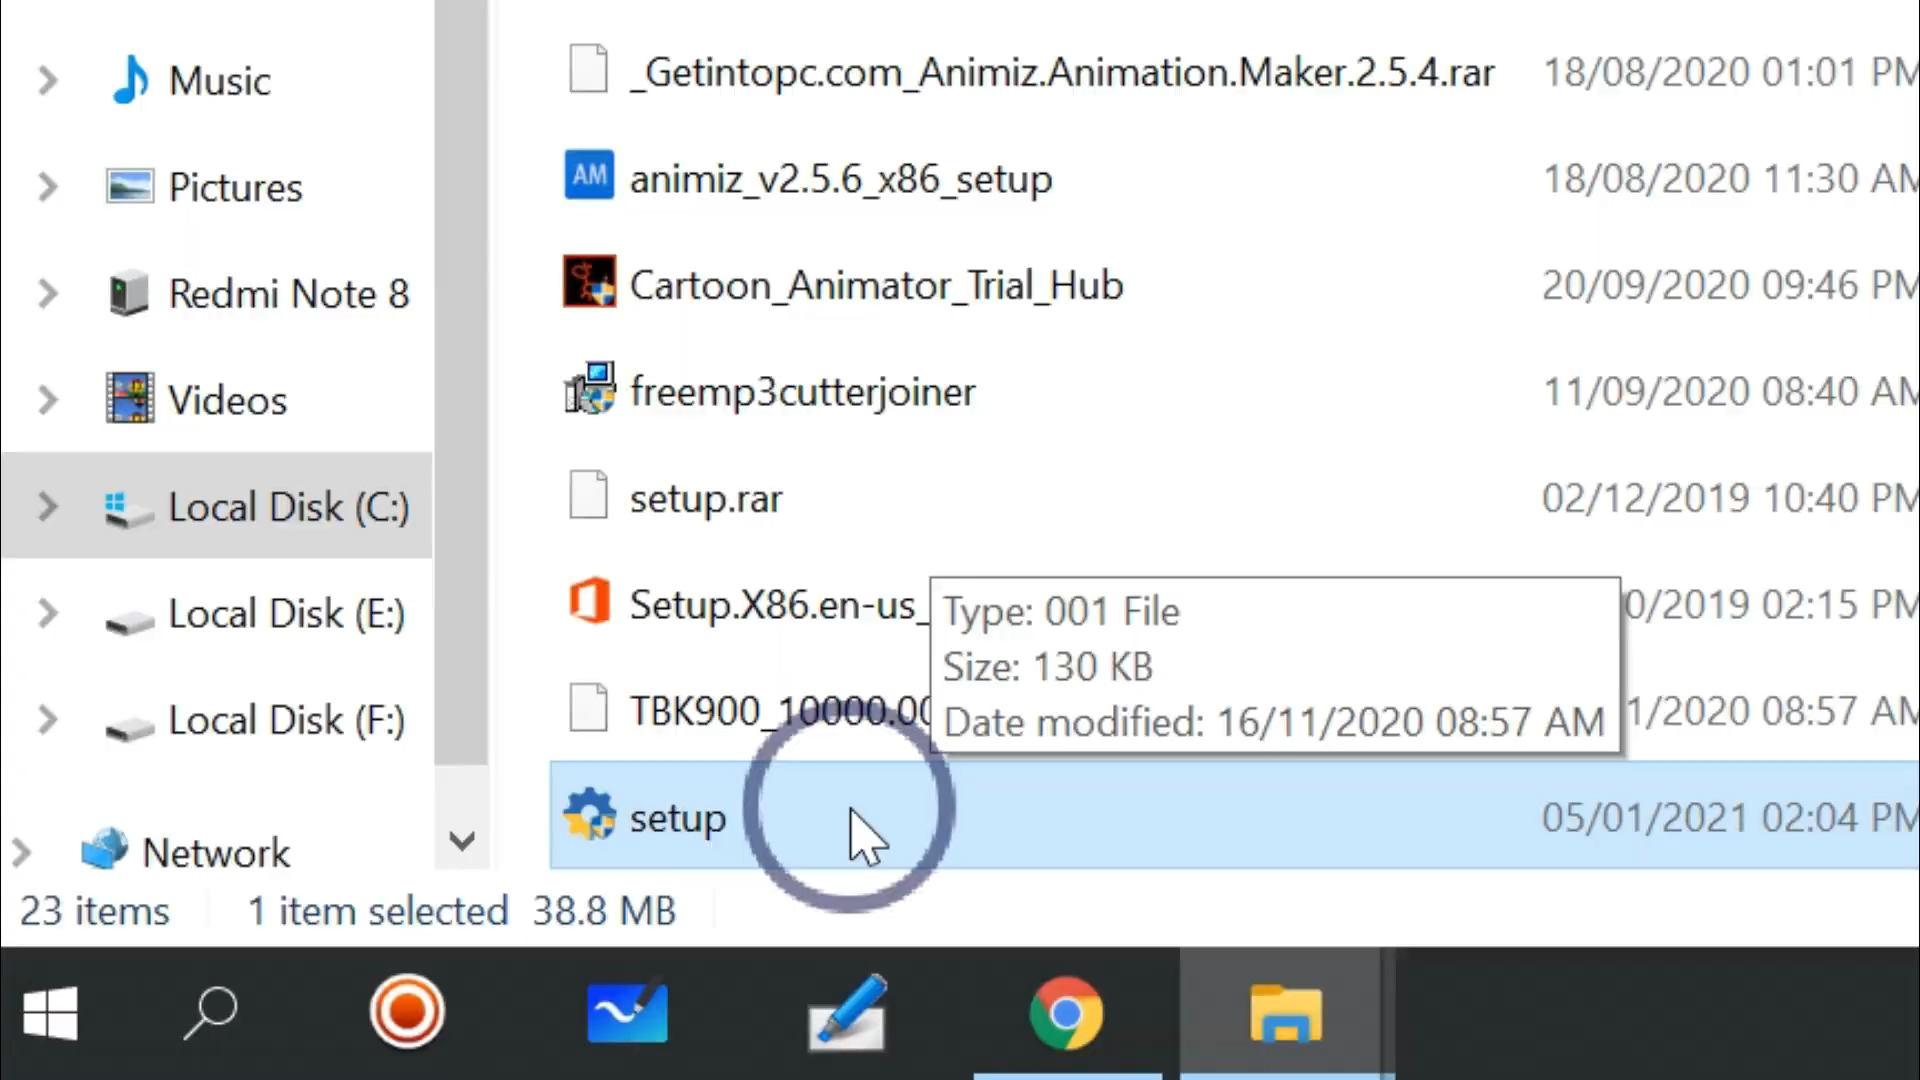 Music
Pictures
Redmi Note 8
Videos
Local Disk (C:)
Local Disk (E:)
Local Disk (F:)
Network
_Getintopc.com_Animiz.Animation.Maker.2.5.4.rar 18/08/2020 01:01 PM
AM animiz_v2.5.6_x86_setup 18/08/2020 11:30 AM
Cartoon_Animator_Trial_Hub 20/09/2020 09:46 PM
freemp3cutterjoiner 11/09/2020 08:40 AM
setup.rar 02/12/2019 10:40 PM
Setup.X86.en-us_ 0/2019 02:15 PM
TBK900_10000.00 1/2020 08:57 AM
Type: 001 File
Size: 130 KB
Date modified: 16/11/2020 08:57 AM
setup 05/01/2021 02:04 PM
23 items 1 item selected 38.8 MB